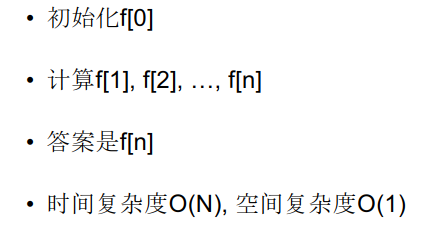 • 初始化f[0]
• 计算f[1], f[2], …, f[n]
• 答案是f[n]
• 时间复杂度O(N), 空间复杂度O(1)